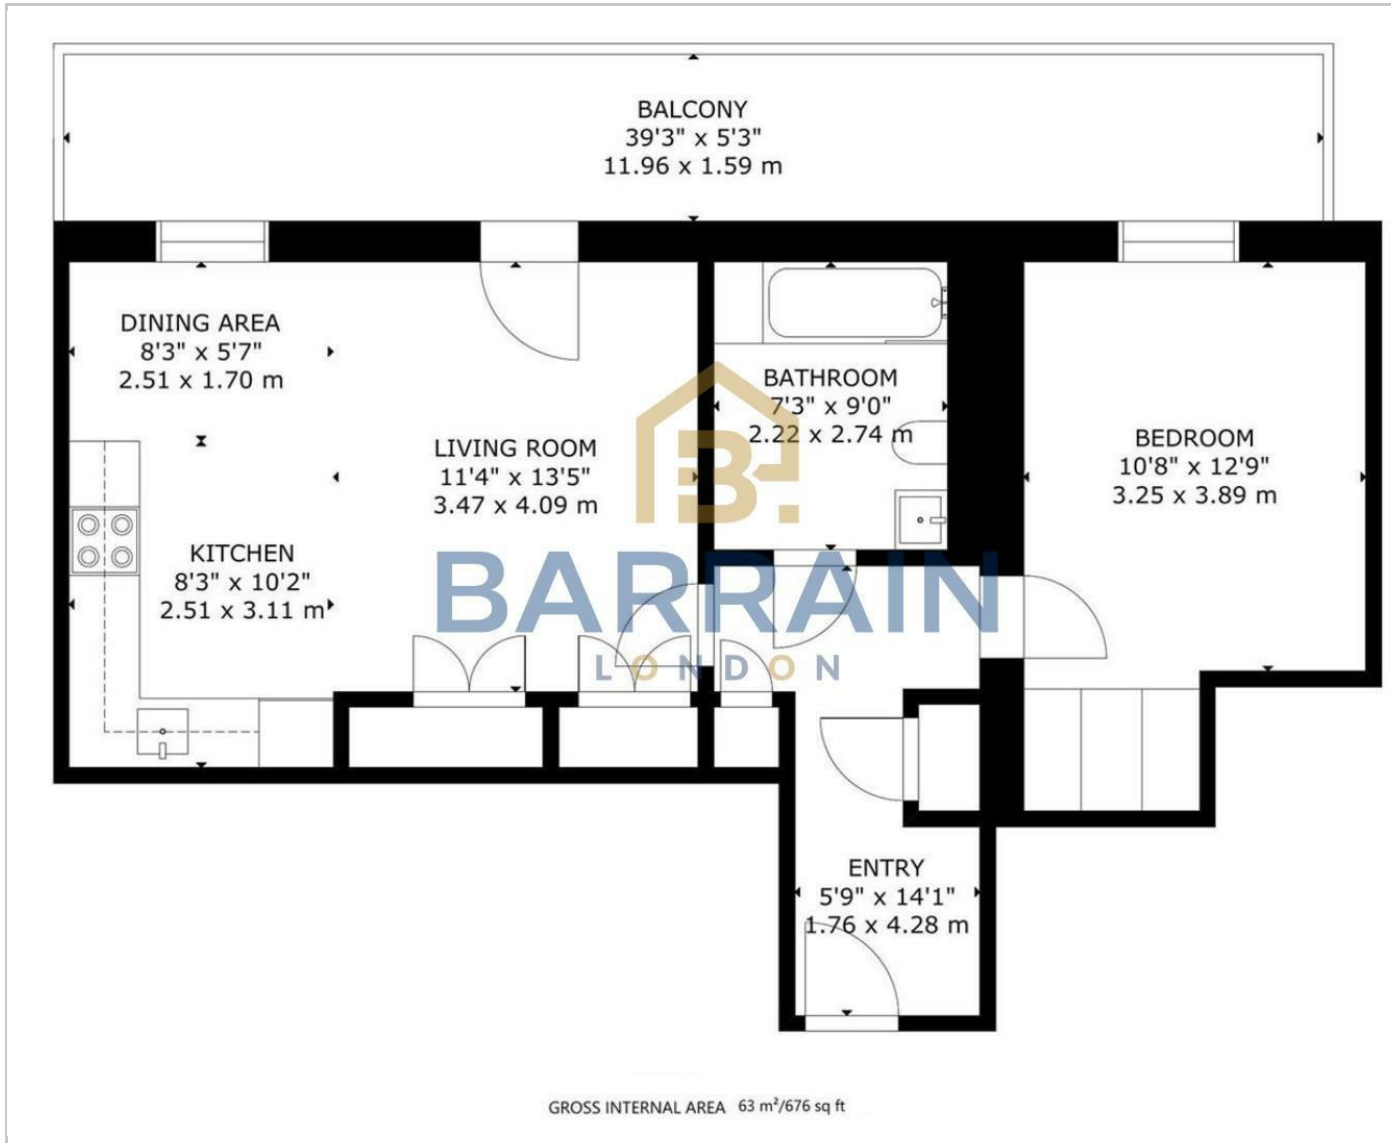 BALCONY
39'3" x 5'3"
11.96 x 1.59 m
DINING AREA
8'3" x 5'7"
2.51 x 1.70 m
LIVING ROOM
11'4" x 13'5"
3.47 x 4.09 m
BATHROOM
7'3" x 9'0"
2.22 x 2.74 m
BEDROOM
10'8" x 12'9"
3.25 x 3.89 m
KITCHEN
8'3" x 10'2"
2.51 x 3.11 m
B.
BARRAIN
LONDON
ENTRY
5'9" x 14'1"
1.76 x 4.28 m
GROSS INTERNAL AREA 63 m²/676 sq ft